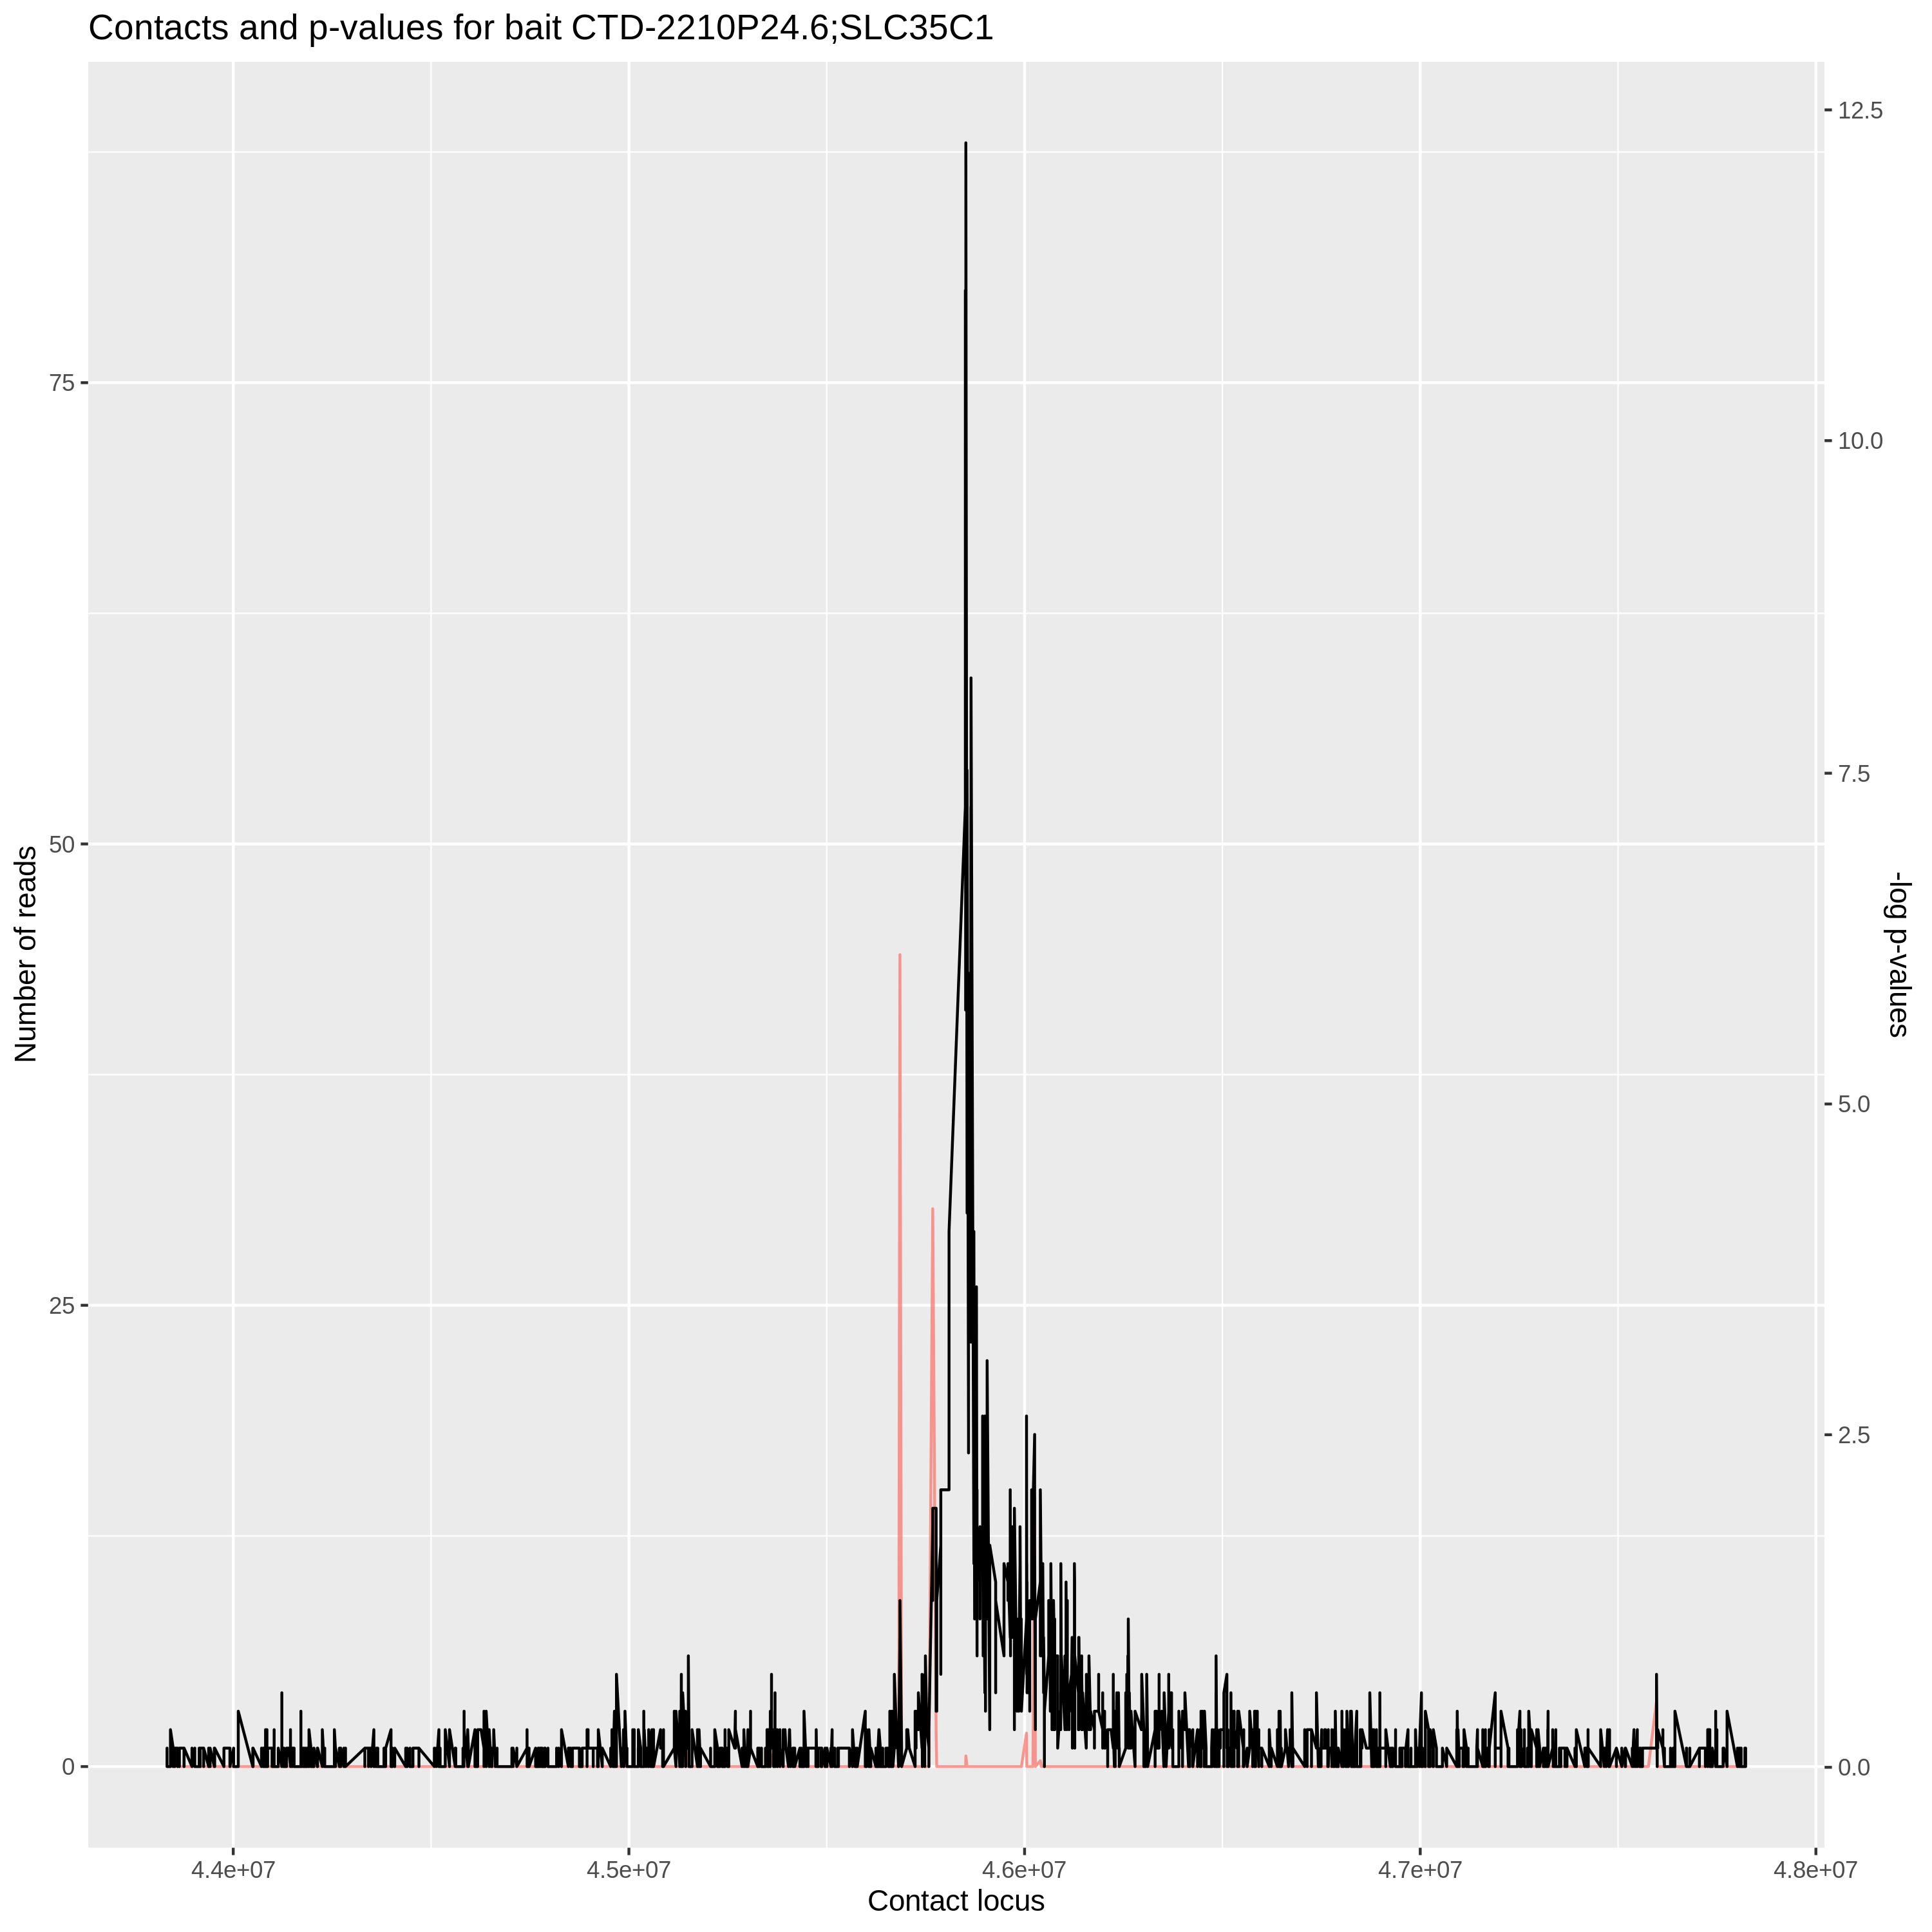 Contacts and p-values for bait CTD-2210P24.6;SLC35C1
12.5
75
10.0
7.5
50
Number of reads
-log p-values
5.0
25
2.5
0
0.0
4.4e+07
4.5e+07
4.6e+07
4.7e+07
4.8e+07
Contact locus